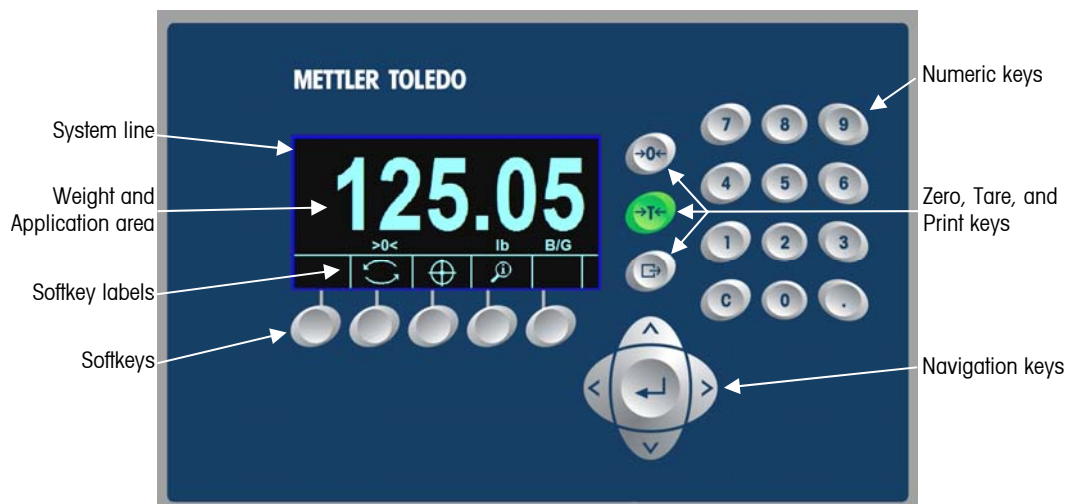 METTLER TOLEDO
Numeric keys
7 8 9
System line
→0←
125.05
4 5 6
Weight and
Application area
→T←
Zero, Tare, and
Print keys
>0< lb B/G
1 2 3
Softkey labels
C 0 .
Softkeys
Navigation keys